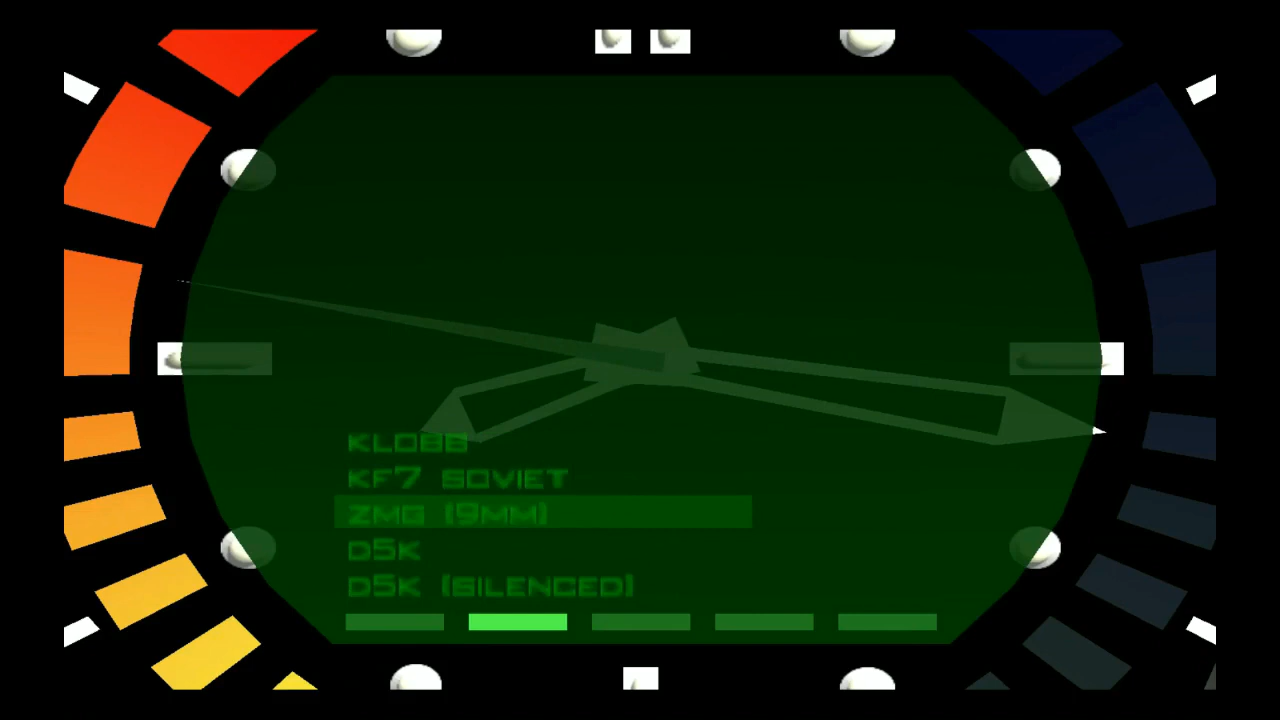 KLOBB
KF7 SOVIET
ZMG (9MM)
D5K
D5K (SILENCED)